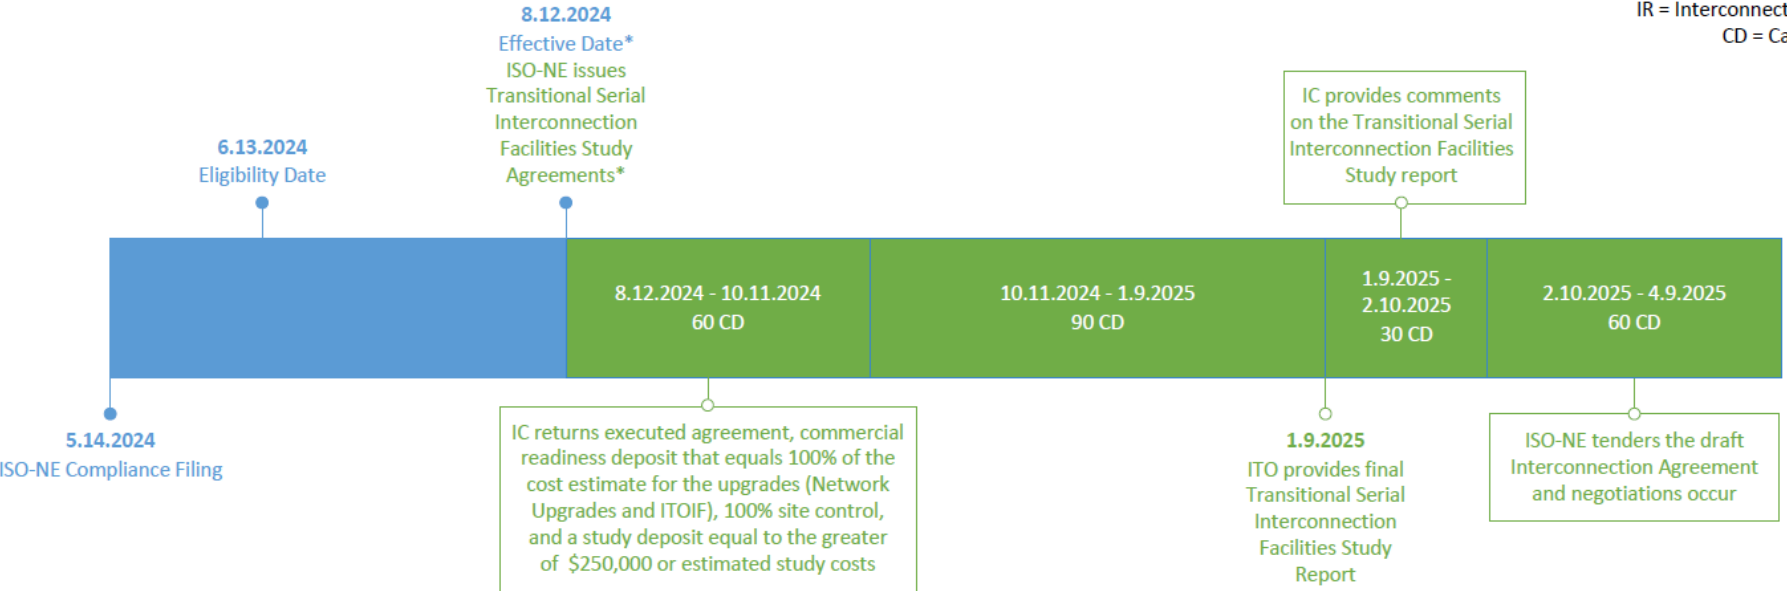 8.12.2024
Effective Date*
ISO-NE issues
Transitional Serial
Interconnection
Facilities Study
Agreements*
IR =
CD =
6.13.2024
Eligibility Date
IC provides comments
on the Transitional Serial
Interconnection Facilities
Study report
8.12.2024 - 10.11.2024
60 CD
10.11.2024 - 1.9.2025
90 CD
1.9.2025 -
2.10.2025
30 CD
2.10.2025 - 4.9.2025
60 CD
5.14.2024
ISO-NE Compliance Filing
IC returns executed agreement, commercial
readiness deposit that equals 100% of the
cost estimate for the upgrades (Network
Upgrades and ITOIF), 100% site control,
and a study deposit equal to the greater
of $250,000 or estimated study costs
1.9.2025
ITO provides final
Transitional Serial
Interconnection
Facilities Study
Report
ISO-NE tenders the draft
Interconnection Agreement
and negotiations occur